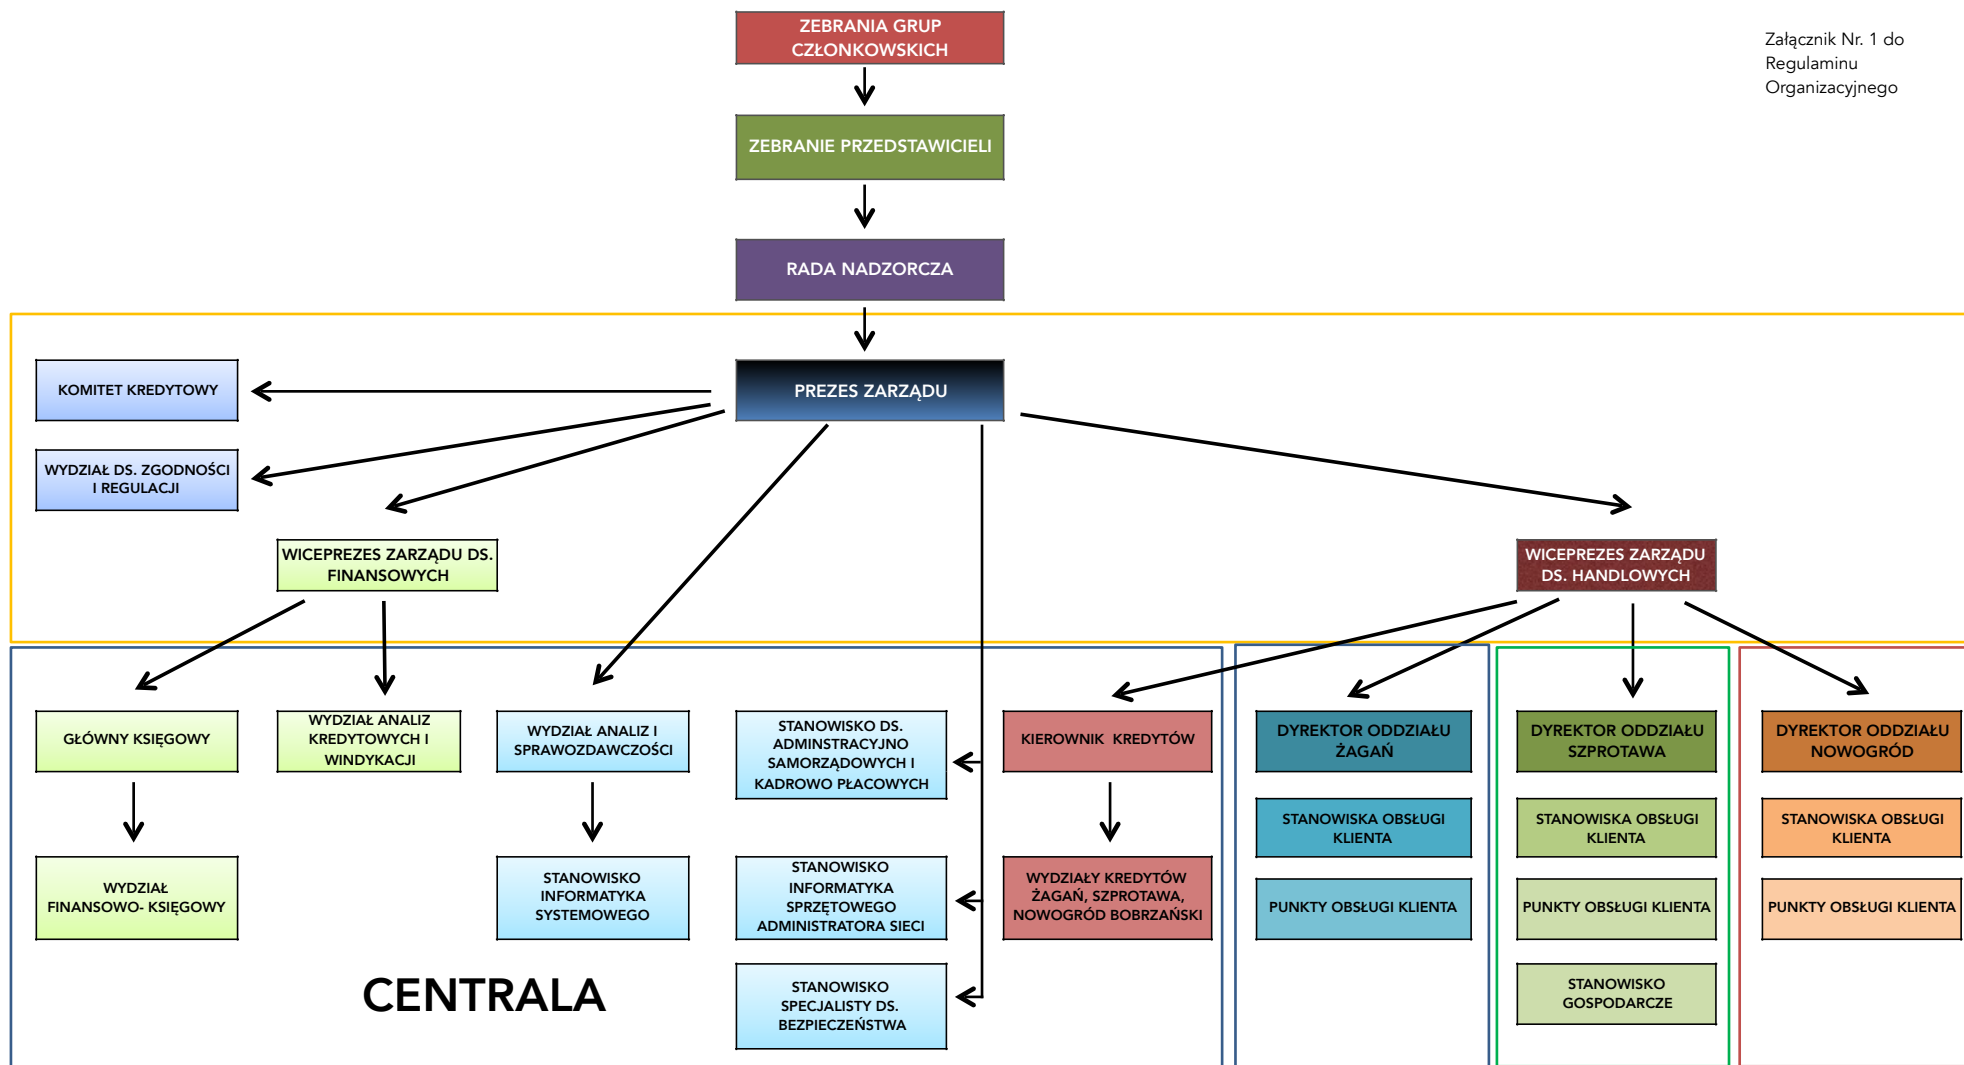 ZEBRANIA GRUP
CZŁONKOWSKICH
Załącznik Nr. 1 do
Regulaminu
Organizacyjnego
ZEBRANIE PRZEDSTAWICIELI
RADA NADZORCZA
KOMITET KREDYTOWY
PREZES ZARZĄDU
WYDZIAŁ DS. ZGODNOŚCI
I REGULACJI
WICEPREZES ZARZĄDU DS.
FINANSOWYCH
WICEPREZES ZARZĄDU
DS. HANDLOWYCH
GŁÓWNY KSIĘGOWY
WYDZIAŁ ANALIZ
KREDYTOWYCH I
WINDYKACJI
WYDZIAŁ ANALIZ I
SPRAWOZDAWCZOŚCI
STANOWISKO DS.
ADMINSTRACYJNO
SAMORZĄDOWYCH I
KADROWO PŁACOWYCH
KIEROWNIK KREDYTÓW
DYREKTOR ODDZIAŁU
ŻAGAŃ
DYREKTOR ODDZIAŁU
SZPROTAWA
DYREKTOR ODDZIAŁU
NOWOGRÓD
STANOWISKA OBSŁUGI
KLIENTA
STANOWISKA OBSŁUGI
KLIENTA
STANOWISKA OBSŁUGI
KLIENTA
WYDZIAŁ
FINANSOWO- KSIĘGOWY
STANOWISKO
INFORMATYKA
SYSTEMOWEGO
STANOWISKO
INFORMATYKA
SPRZĘTOWEGO
ADMINISTRATORA SIECI
WYDZIAŁY KREDYTÓW
ŻAGAŃ, SZPROTAWA,
NOWOGRÓD BOBRZAŃSKI
PUNKTY OBSŁUGI KLIENTA
PUNKTY OBSŁUGI KLIENTA
PUNKTY OBSŁUGI KLIENTA
CENTRALA
STANOWISKO
SPECJALISTY DS.
BEZPIECZEŃSTWA
STANOWISKO
GOSPODARCZE